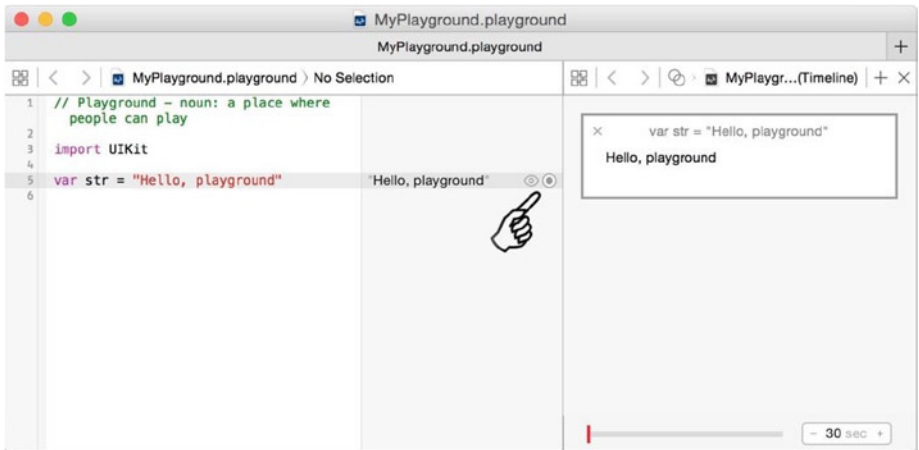 MyPlayground.playground
MyPlayground.playground
MyPlayground.playground 〉 No Selection
MyPlaygr...(Timeline)
1 // Playground – noun: a place where
people can play
2
3 import UIKit
4
5 var str = "Hello, playground"
6
"Hello, playground"
var str = "Hello, playground"
Hello, playground
- 30 sec +